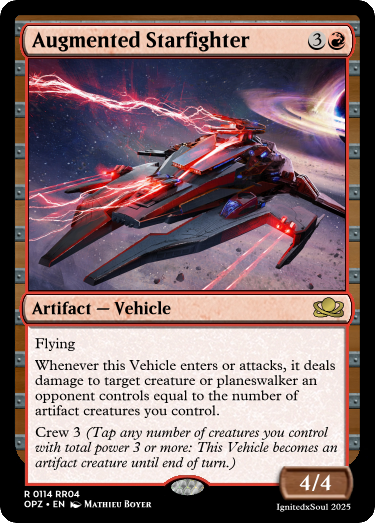 Augmented Starfighter 3
Artifact — Vehicle
Flying
Whenever this Vehicle enters or attacks, it deals
damage to target creature or planeswalker an
opponent controls equal to the number of
artifact creatures you control.
Crew 3 (Tap any number of creatures you control
with total power 3 or more: This Vehicle becomes an
artifact creature until end of turn.)
4/4
R 0114 RR04
OPZ • EN Mathieu Boyer
IgnitedxSoul 2025